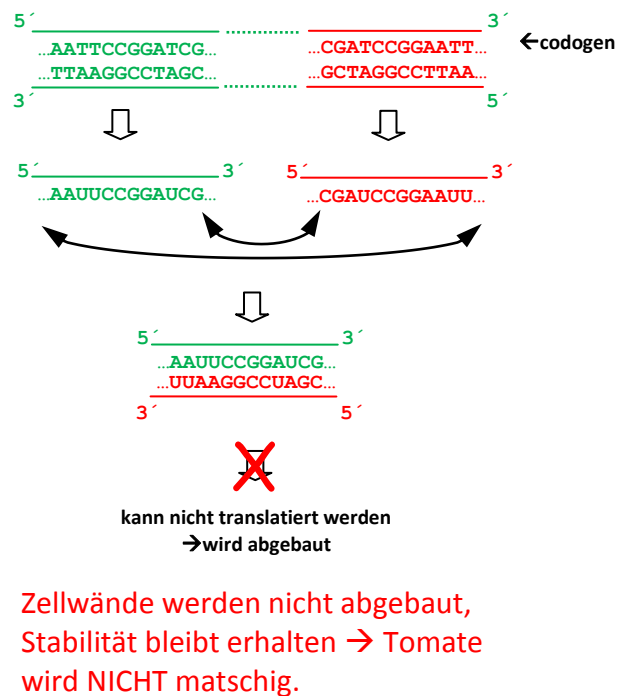 5´ 3´
...AATTCCGGATCG... ............ ...CGATCCGGAATT... ←codogen
...TTAAGGCCTAGC... ............ ...GCTAGGCCTTAA...
3´ 5´
5´ 3´ 5´ 3´
...AAUUCCGGAUCG... ...CGAUCCGGAAUU...
5´ 3´
...AAUUCCGGAUCG...
...UUAAGGCCUAGC...
3´ 5´
kann nicht translatiert werden
→wird abgebaut
Zellwände werden nicht abgebaut,
Stabilität bleibt erhalten → Tomate
wird NICHT matschig.